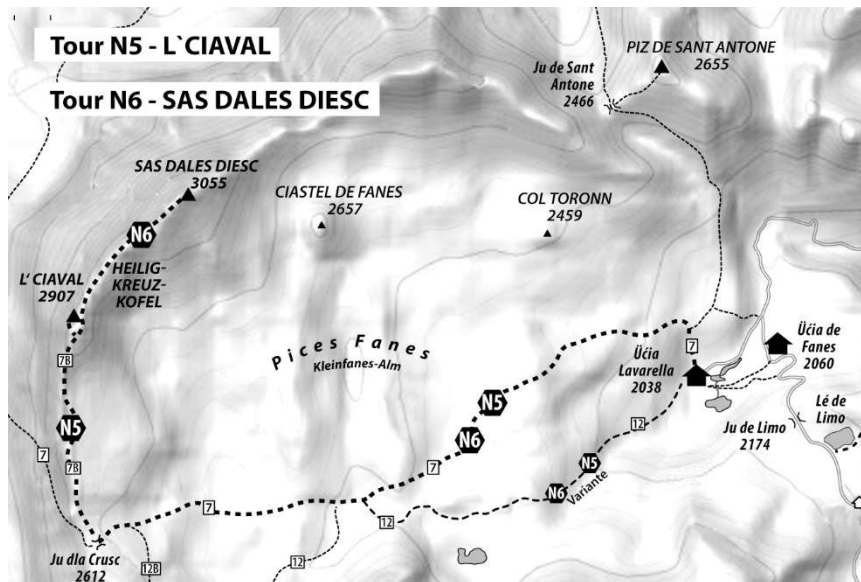 Tour N5 - L`CIAVAL
Tour N6 - SAS DALES DIESC
PIZ DE SANT ANTONE
2655
Ju de Sant
Antone
2466
SAS DALES DIESC
3055
CIASTEL DE FANES
2657
COL TORONN
2459
N6
L' CIAVAL
2907
HEILIG-
KREUZ-
KOFEL
7B
Pices Fanes
Kleinfanes-Alm
7
Üćia
Lavarella
2038
Üćia de
Fanes
2060
N5
N6
12
Ju de Limo
2174
Lé de
Limo
N5
7
7B
7
N5
N6
Variante
7
12
12
12B
Ju dla Crusc
2612